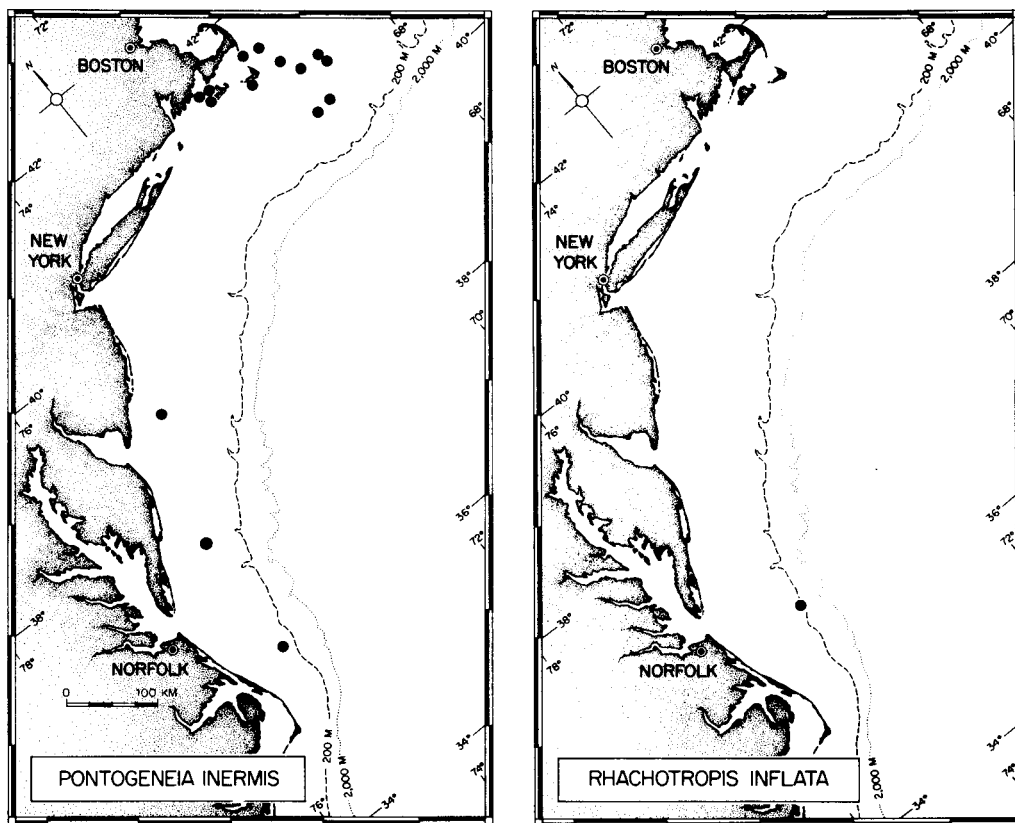 72°
42°
68°
40°
BOSTON
200 M
2,000 M
N
68°
42°
74°
NEW
YORK
38°
70°
40°
76°
36°
72°
38°
78°
NORFOLK
0 100 KM
34°
74°
200 M
2,000 M
PONTOGENEIA INERMIS
76°
34°
72°
42°
68°
40°
BOSTON
200 M
2,000 M
N
68°
42°
74°
NEW
YORK
38°
70°
40°
76°
36°
72°
38°
78°
NORFOLK
34°
74°
200 M
2,000 M
RHACHOTROPIS INFLATA
76°
34°